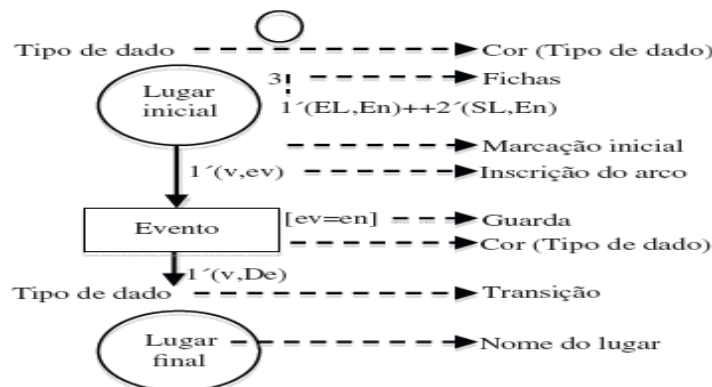 Tipo de dado Cor (Tipo de dado)
3 Fichas
Lugar
inicial
1´(EL,En)++2´(SL,En)
Marcação inicial
1´(v,ev) Inscrição do arco
[ev=en] Guarda
Evento
Cor (Tipo de dado)
1´(v,De)
Tipo de dado Transição
Lugar
final
Nome do lugar